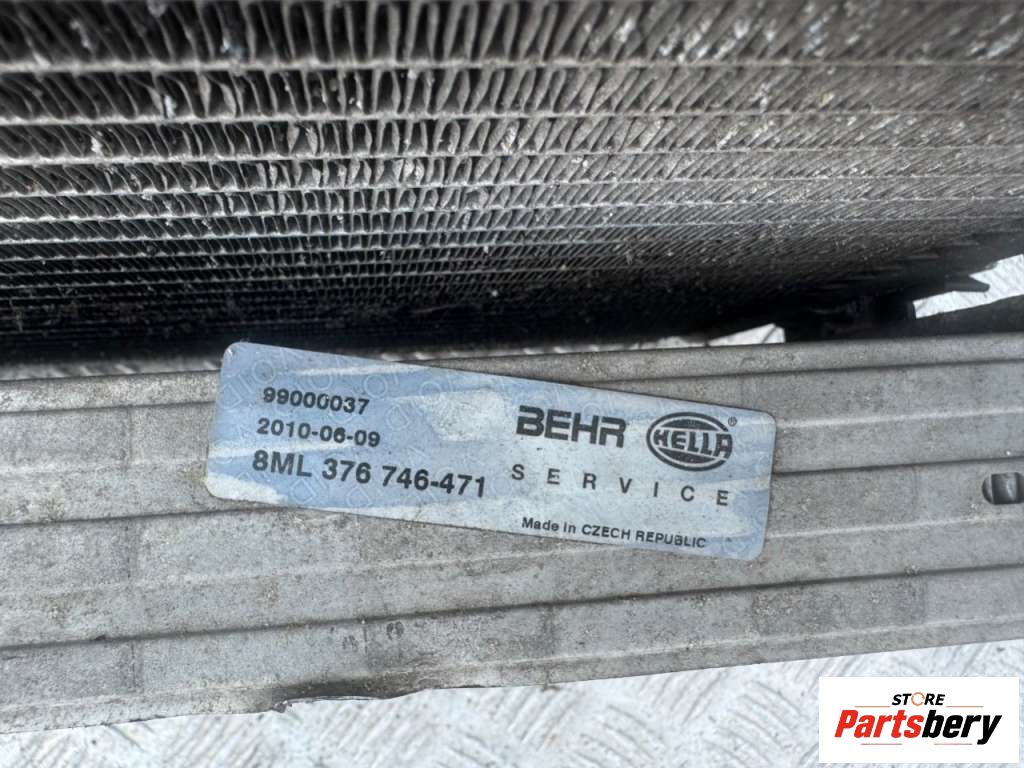 99000037
2010-06-09
8ML 376 746-471
BEHR HELLA®
SERVICE
Made in CZECH REPUBLIC
STORE
Partsbery